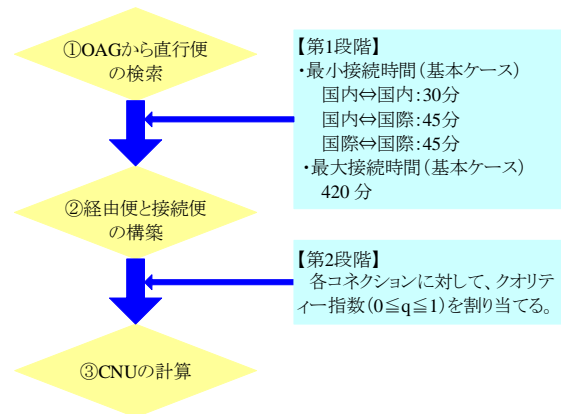 ①OAGから直行便
の検索
【第1段階】
・最小接続時間(基本ケース)
国内⇔国内:30分
国内⇔国際:45分
国際⇔国際:45分
・最大接続時間(基本ケース)
420 分
②経由便と接続便
の構築
【第2段階】
各コネクションに対して、クオリテ
ィー指数(0≦q≦1)を割り当てる。
③CNUの計算